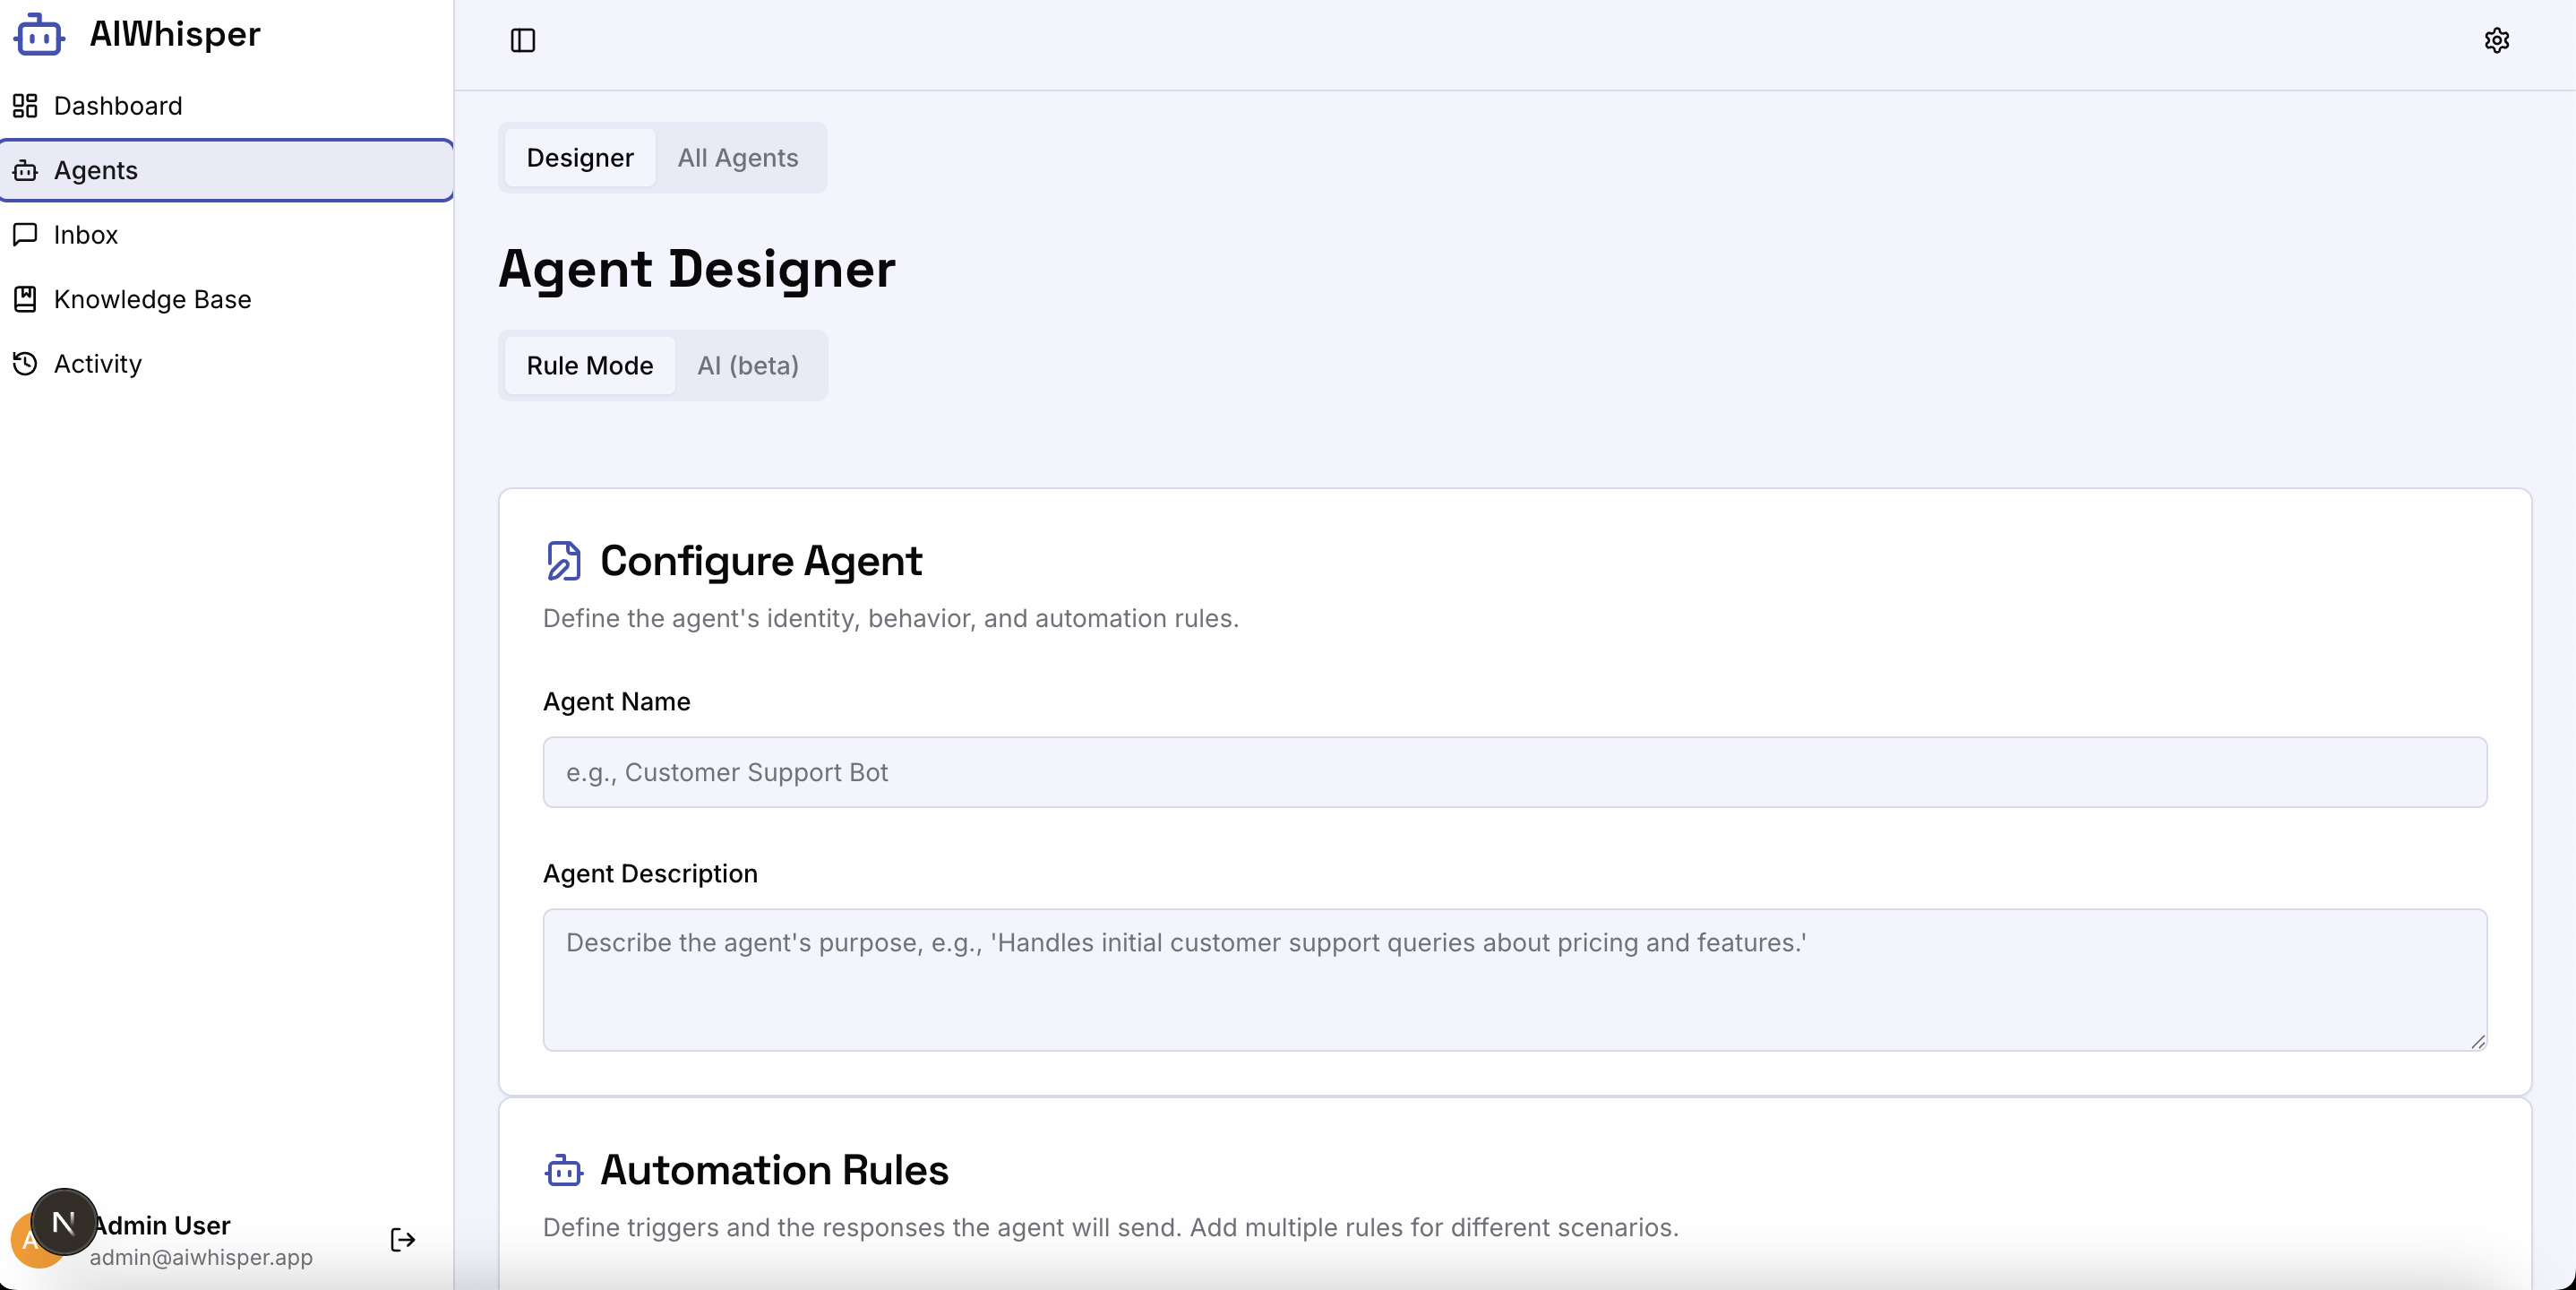 AIWhisper
Dashboard
Agents
Inbox
Knowledge Base
Activity
Designer
All Agents
Agent Designer
Rule Mode
AI (beta)
Configure Agent
Define the agent's identity, behavior, and automation rules.
Agent Name
e.g., Customer Support Bot
Agent Description
Describe the agent's purpose, e.g., 'Handles initial customer support queries about pricing and features.'
Automation Rules
Define triggers and the responses the agent will send. Add multiple rules for different scenarios.
A
N
Admin User
admin@aiwhisper.app